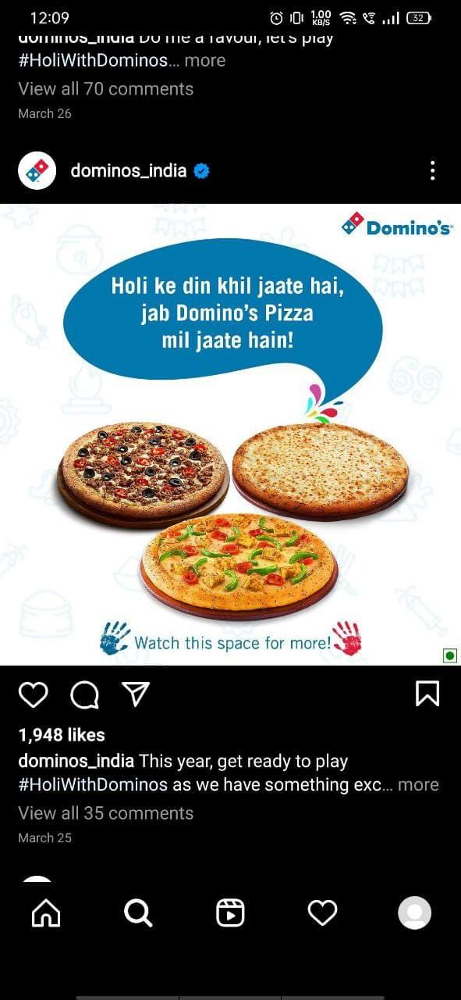 12:09
1.00
KB/S
32
dominos_india Do me a favour, let's play
#HoliWithDominos... more
View all 70 comments
March 26
dominos_india
Domino's
Holi ke din khil jaate hai,
jab Domino's Pizza
mil jaate hain!
Watch this space for more!
1,948 likes
dominos_india This year, get ready to play
#HoliWithDominos as we have something exc... more
View all 35 comments
March 25